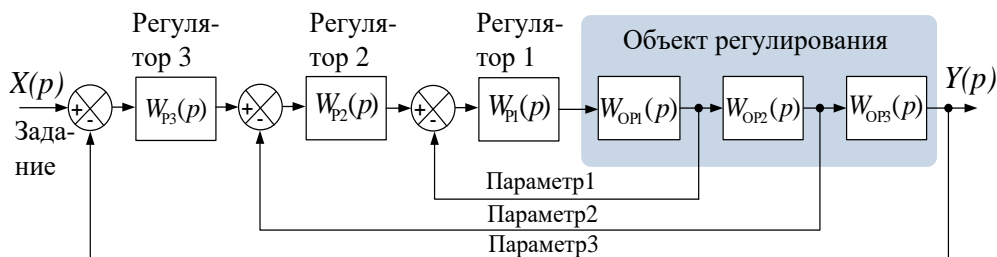 Регуля-
тор 3
Регуля-
тор 2
Регуля-
тор 1
Объект регулирования
X(p)
Y(p)
+
-
W_P3(p)
+
-
W_P2(p)
+
-
W_P1(p)
W_OP1(p)
W_OP2(p)
W_OP3(p)
Зада-
ние
Параметр1
Параметр2
Параметр3